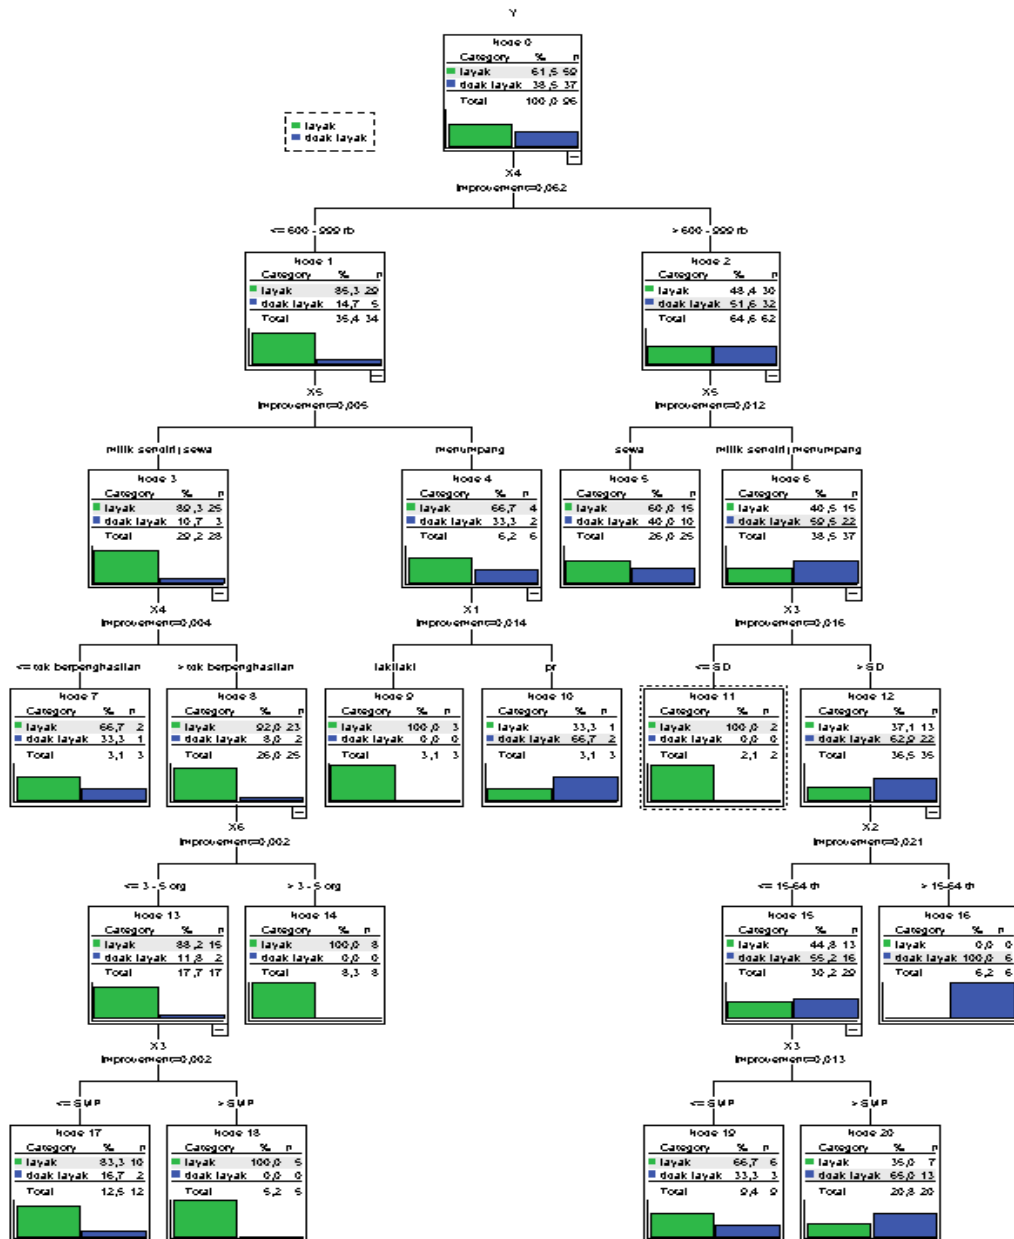 Y
Node 0
Category % n
layak 61,5 59
tidak layak 38,5 37
Total 100,0 96
layak
tidak layak
X4
Improvement=0,062
<= 600 - 999 rb
> 600 - 999 rb
Node 1
Category % n
layak 85,3 29
tidak layak 14,7 5
Total 35,4 34
Node 2
Category % n
layak 48,4 30
tidak layak 51,6 32
Total 64,6 62
X5
Improvement=0,005
X5
Improvement=0,012
milik sendiri; sewa
menumpang
sewa
milik sendiri; menumpang
Node 3
Category % n
layak 89,3 25
tidak layak 10,7 3
Total 29,2 28
Node 4
Category % n
layak 66,7 4
tidak layak 33,3 2
Total 6,2 6
Node 5
Category % n
layak 60,0 15
tidak layak 40,0 10
Total 26,0 25
Node 6
Category % n
layak 40,5 15
tidak layak 59,5 22
Total 38,5 37
X4
Improvement=0,004
X1
Improvement=0,014
X3
Improvement=0,016
<= tdk berpenghasilan
> tdk berpenghasilan
lakilaki
pr
<= SD
> SD
Node 7
Category % n
layak 66,7 2
tidak layak 33,3 1
Total 3,1 3
Node 8
Category % n
layak 92,0 23
tidak layak 8,0 2
Total 26,0 25
Node 9
Category % n
layak 100,0 3
tidak layak 0,0 0
Total 3,1 3
Node 10
Category % n
layak 33,3 1
tidak layak 66,7 2
Total 3,1 3
Node 11
Category % n
layak 100,0 2
tidak layak 0,0 0
Total 2,1 2
Node 12
Category % n
layak 37,1 13
tidak layak 62,9 22
Total 36,5 35
X6
Improvement=0,002
X2
Improvement=0,021
<= 3 - 5 org
> 3 - 5 org
<= 15-64 th
> 15-64 th
Node 13
Category % n
layak 88,2 15
tidak layak 11,8 2
Total 17,7 17
Node 14
Category % n
layak 100,0 8
tidak layak 0,0 0
Total 8,3 8
Node 15
Category % n
layak 44,8 13
tidak layak 55,2 16
Total 30,2 29
Node 16
Category % n
layak 0,0 0
tidak layak 100,0 6
Total 6,2 6
X3
Improvement=0,002
X3
Improvement=0,013
<= SMP
> SMP
<= SMP
> SMP
Node 17
Category % n
layak 83,3 10
tidak layak 16,7 2
Total 12,5 12
Node 18
Category % n
layak 100,0 5
tidak layak 0,0 0
Total 5,2 5
Node 19
Category % n
layak 66,7 6
tidak layak 33,3 3
Total 9,4 9
Node 20
Category % n
layak 35,0 7
tidak layak 65,0 13
Total 20,8 20